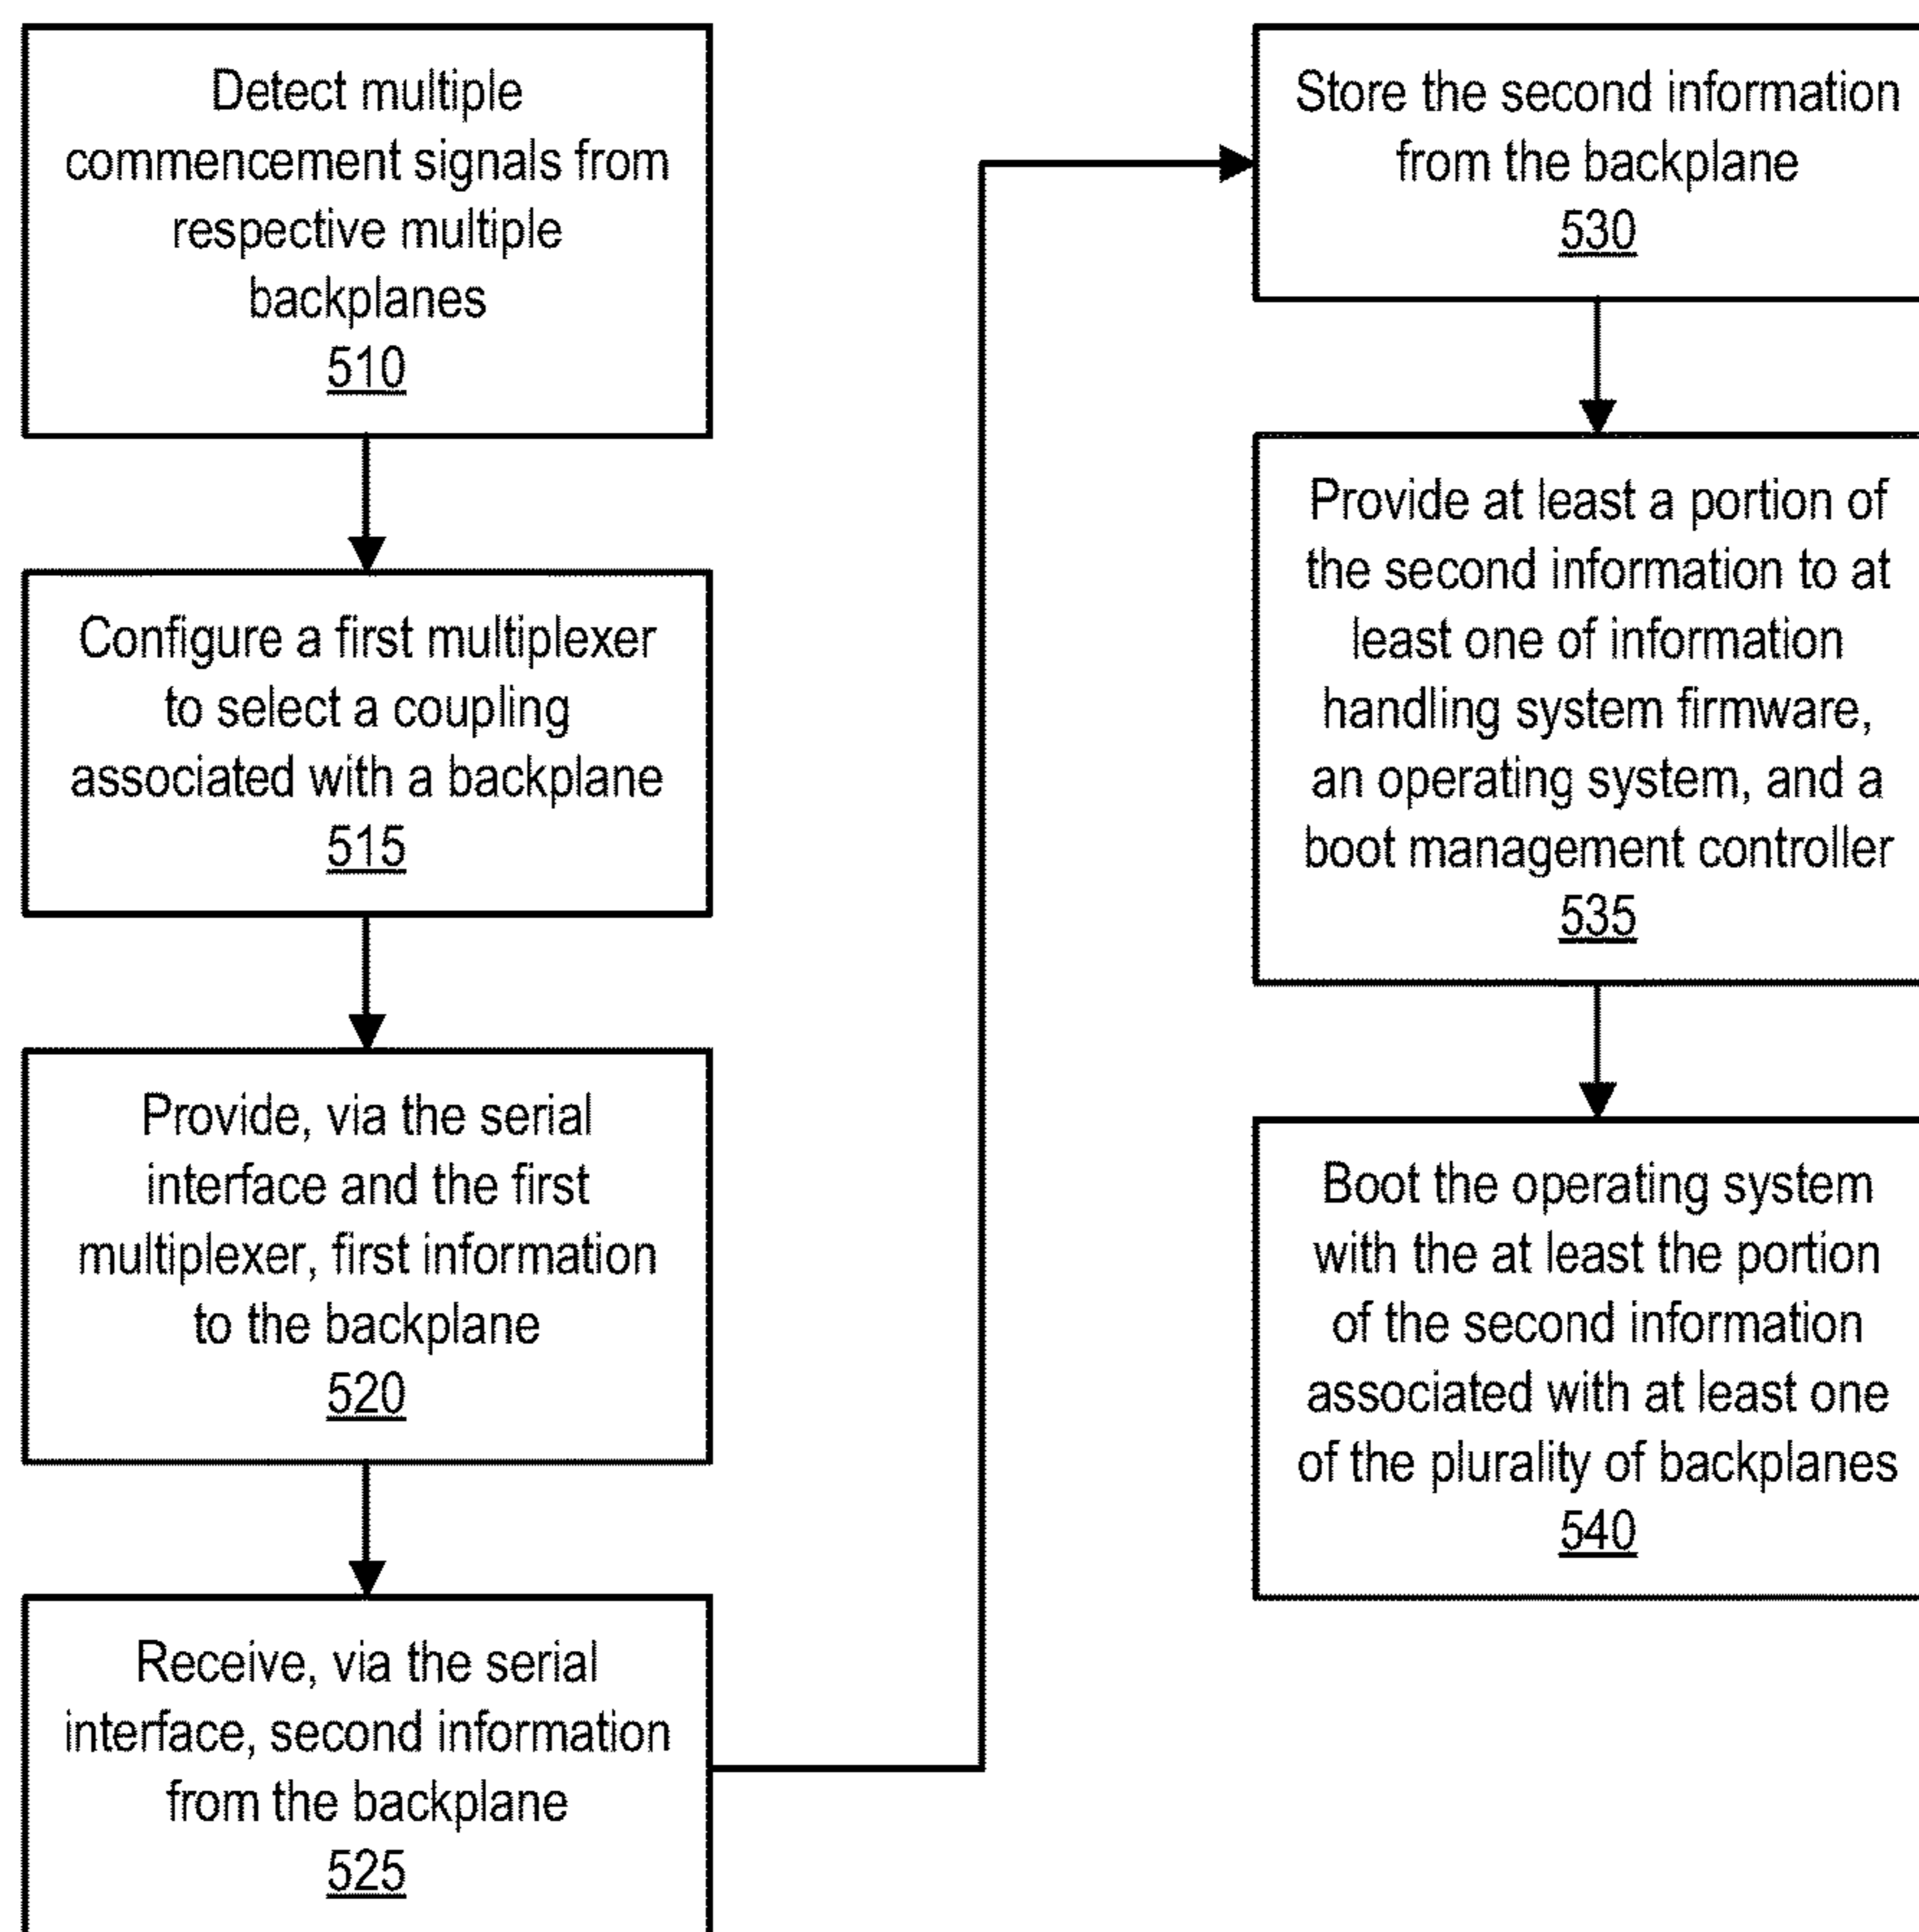 Detect multiple
commencement signals from
respective multiple
backplanes
510
Configure a first multiplexer
to select a coupling
associated with a backplane
515
Provide, via the serial
interface and the first
multiplexer, first information
to the backplane
520
Receive, via the serial
interface, second information
from the backplane
525
Store the second information
from the backplane
530
Provide at least a portion of
the second information to at
least one of information
handling system firmware,
an operating system, and a
boot management controller
535
Boot the operating system
with the at least the portion
of the second information
associated with at least one
of the plurality of backplanes
540